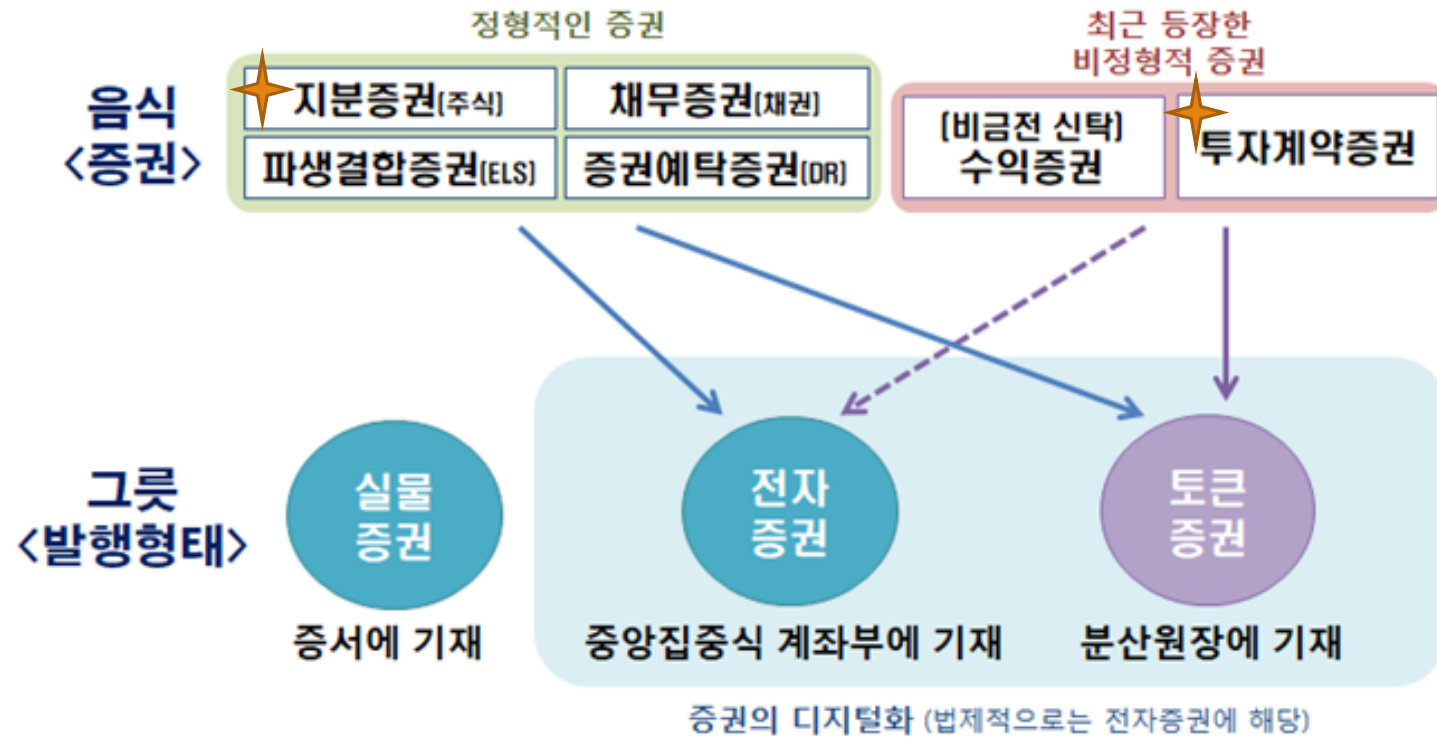 정형적인 증권
최근 등장한
비정형적 증권
음식
<증권>
지분증권(주식)
채무증권(채권)
파생결합증권(ELS)
증권예탁증권(DR)
(비금전 신탁)
수익증권
투자계약증권
그릇
<발행형태>
실물
증권
전자
증권
토큰
증권
증서에 기재
중앙집중식 계좌부에 기재
분산원장에 기재
증권의 디지털화 (법제적으로는 전자증권에 해당)